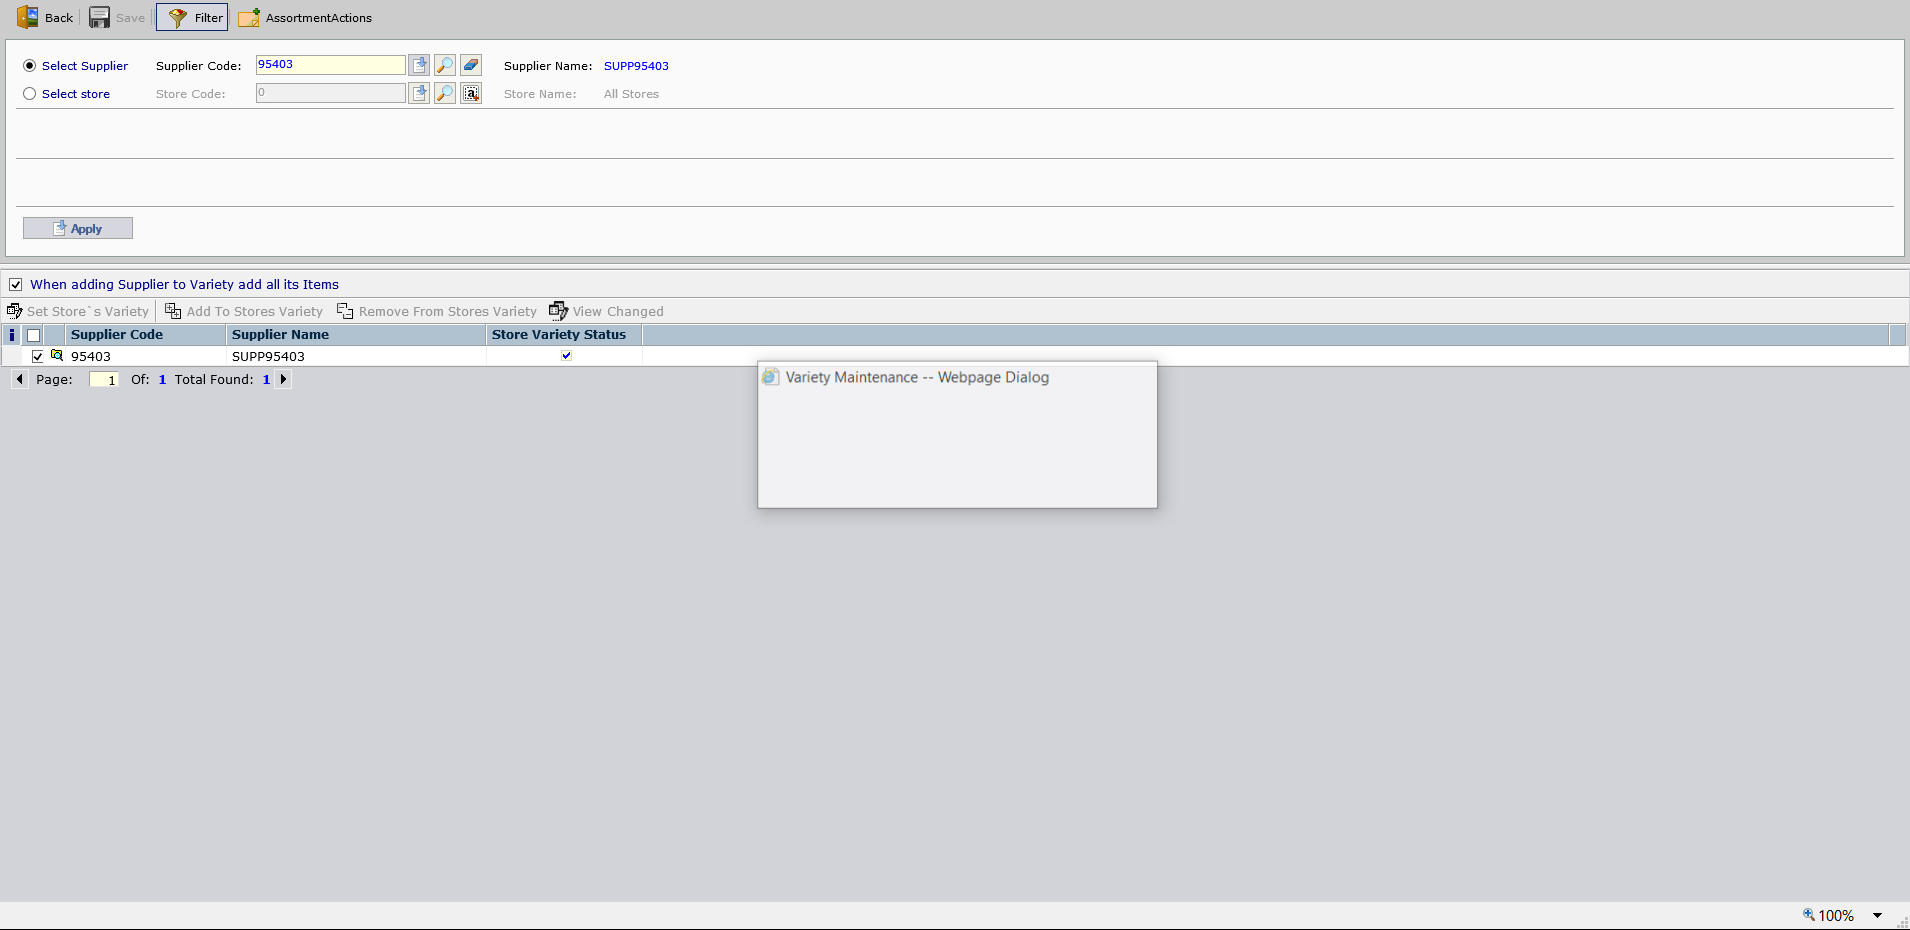 Back Save Filter AssortmentActions
Select Supplier Supplier Code: 95403 Supplier Name: SUPP95403
Select store Store Code: 0 Store Name: All Stores
Apply
When adding Supplier to Variety add all its Items
Set Store`s Variety Add To Stores Variety Remove From Stores Variety View Changed
i Supplier Code Supplier Name Store Variety Status
95403 SUPP95403
Page: 1 Of: 1 Total Found: 1
Variety Maintenance -- Webpage Dialog
100%